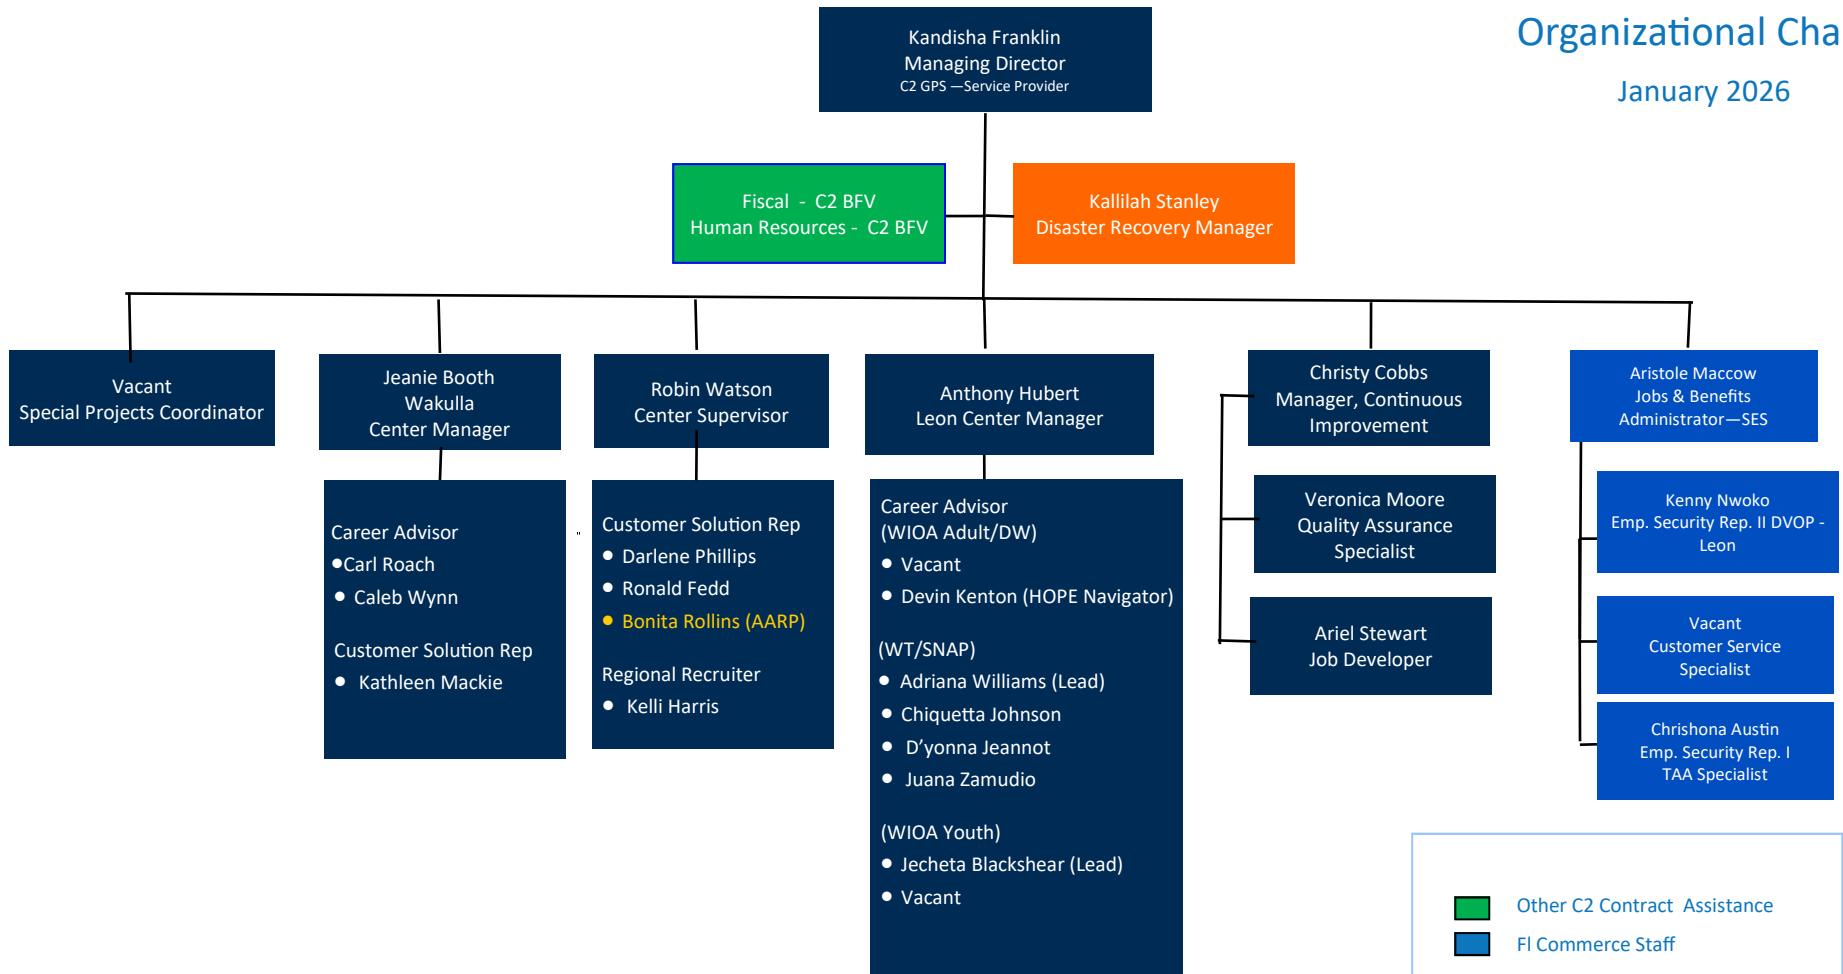 Organizational Cha
January 2026
Kandisha Franklin
Managing Director
C2 GPS —Service Provider
Fiscal - C2 BFV
Human Resources - C2 BFV
Kallilah Stanley
Disaster Recovery Manager
Vacant
Special Projects Coordinator
Jeanie Booth
Wakulla
Center Manager
Career Advisor
●Carl Roach
● Caleb Wynn
Customer Solution Rep
● Kathleen Mackie
"
Robin Watson
Center Supervisor
Customer Solution Rep
● Darlene Phillips
● Ronald Fedd
● Bonita Rollins (AARP)
Regional Recruiter
● Kelli Harris
Anthony Hubert
Leon Center Manager
Career Advisor
(WIOA Adult/DW)
● Vacant
● Devin Kenton (HOPE Navigator)
(WT/SNAP)
● Adriana Williams (Lead)
● Chiquetta Johnson
● D’yonna Jeannot
● Juana Zamudio
(WIOA Youth)
● Jecheta Blackshear (Lead)
● Vacant
Christy Cobbs
Manager, Continuous
Improvement
Veronica Moore
Quality Assurance
Specialist
Ariel Stewart
Job Developer
Aristole Maccow
Jobs & Benefits
Administrator—SES
Kenny Nwoko
Emp. Security Rep. II DVOP -
Leon
Vacant
Customer Service
Specialist
Chrishona Austin
Emp. Security Rep. I
TAA Specialist
Other C2 Contract Assistance
Fl Commerce Staff